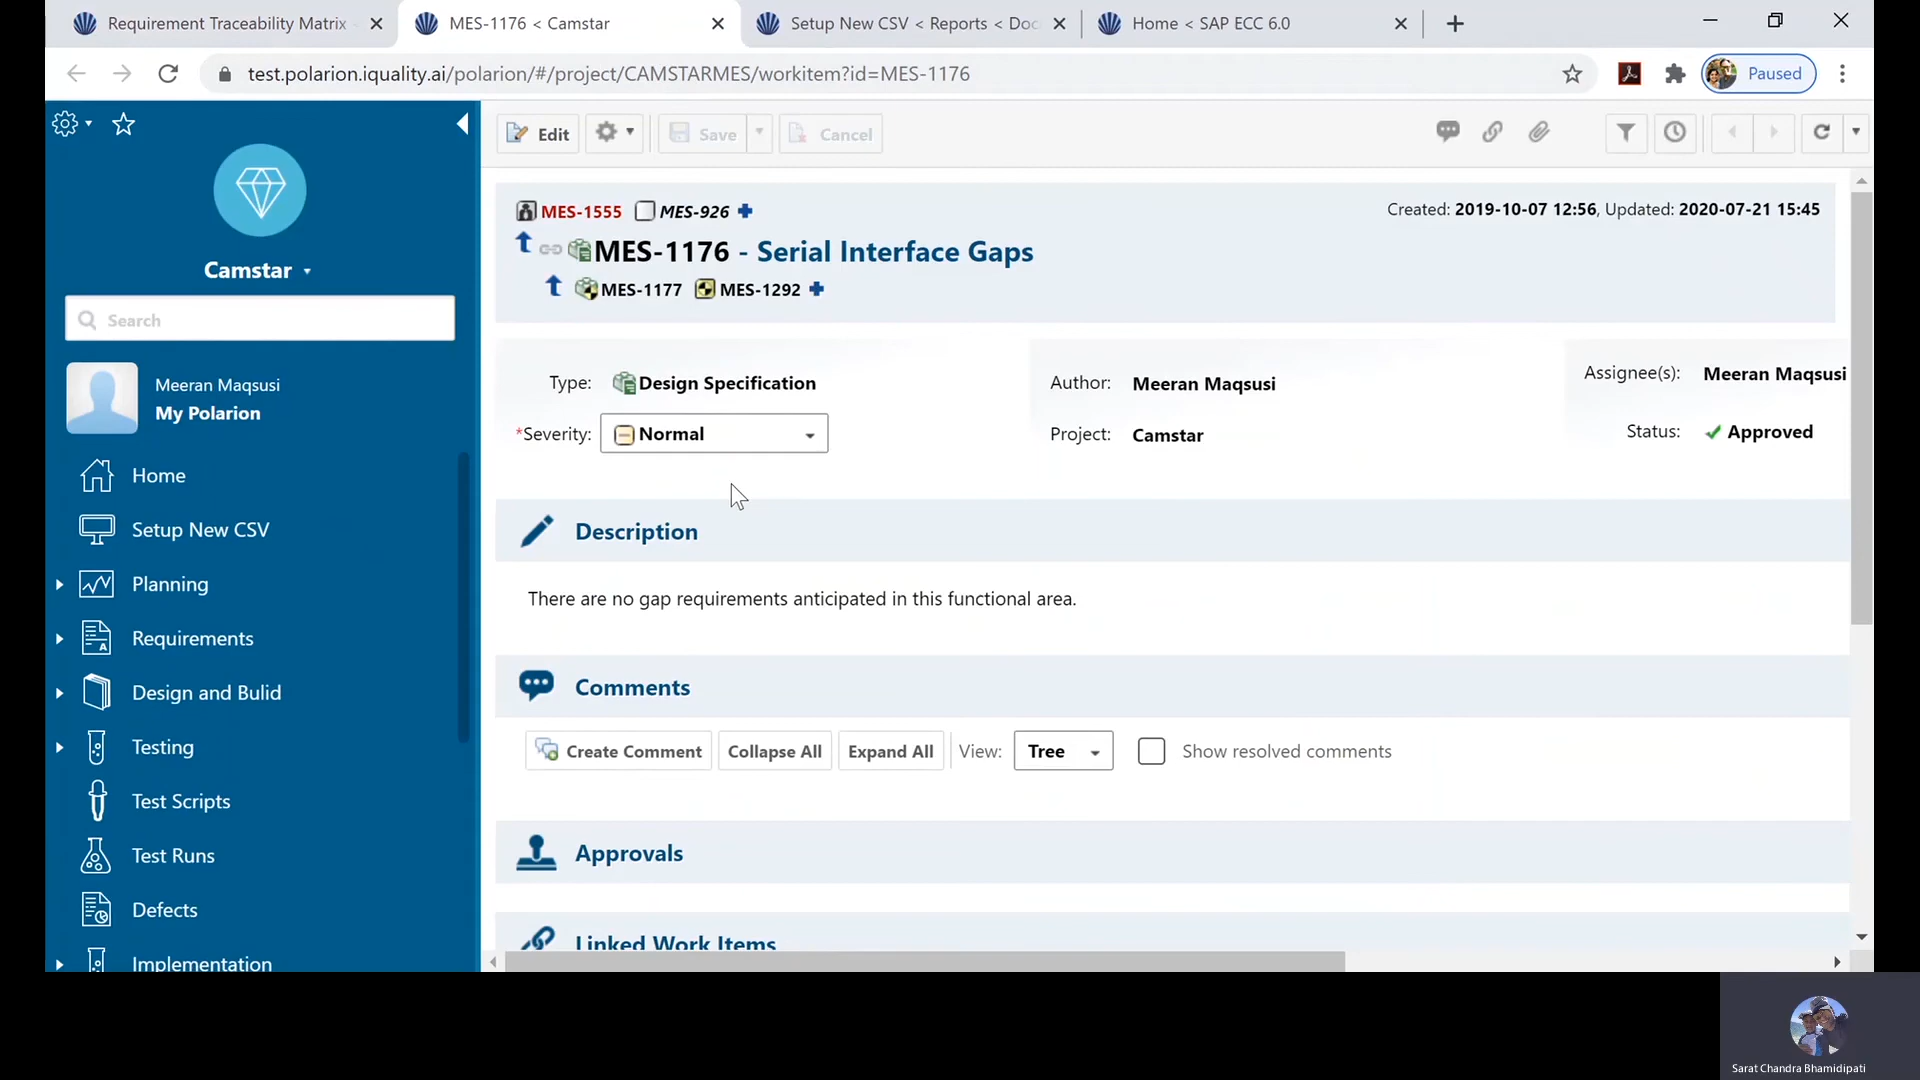 Requirement Traceability Matrix
MES-1176 < Camstar
Setup New CSV < Reports < Doc
Home < SAP ECC 6.0
test.polarion.iquality.ai/polarion/#/project/CAMSTARMES/workitem?id=MES-1176
Paused
Camstar
Search
Meeran Maqsusi
My Polarion
Home
Setup New CSV
Planning
Requirements
Design and Bulid
Testing
Test Scripts
Test Runs
Defects
Implementation
Edit
Save
Cancel
MES-1555 MES-926
Created: 2019-10-07 12:56, Updated: 2020-07-21 15:45
MES-1176 - Serial Interface Gaps
MES-1177 MES-1292
Type: Design Specification
Author: Meeran Maqsusi
Assignee(s): Meeran Maqsusi
*Severity: Normal
Project: Camstar
Status: Approved
Description
There are no gap requirements anticipated in this functional area.
Comments
Create Comment Collapse All Expand All View: Tree Show resolved comments
Approvals
Linked Work Items
Sarat Chandra Bhamidipati